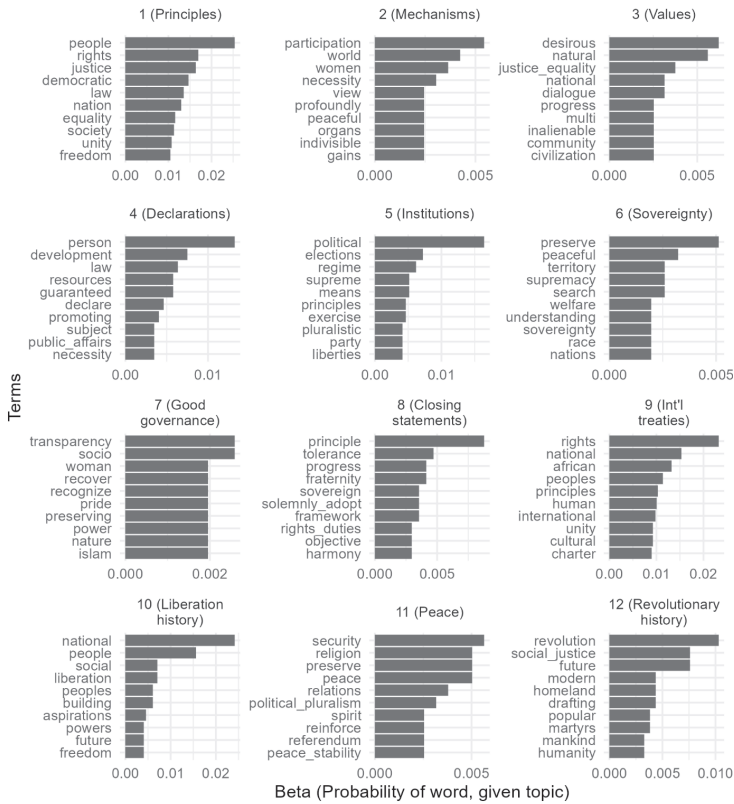 1 (Principles)
people
rights
justice
democratic
law
nation
equality
society
unity
freedom
0.00 0.01 0.02
2 (Mechanisms)
participation
world
women
necessity
view
profoundly
peaceful
organs
indivisible
gains
0.000 0.005
3 (Values)
desirous
natural
justice_equality
national
dialogue
progress
multi
inalienable
community
civilization
0.000 0.005
4 (Declarations)
person
development
law
resources
guaranteed
declare
promoting
subject
public_affairs
necessity
0.00 0.01
5 (Institutions)
political
elections
regime
supreme
means
principles
exercise
pluralistic
party
liberties
0.00 0.01
6 (Sovereignty)
preserve
peaceful
territory
supremacy
search
welfare
understanding
sovereignty
race
nations
0.000 0.005
7 (Good
governance)
transparency
socio
woman
recover
recognize
pride
preserving
power
nature
islam
0.000 0.002
8 (Closing
statements)
principle
tolerance
progress
fraternity
sovereign
solemnly_adopt
framework
rights_duties
objective
harmony
0.000 0.005
9 (Int'l
treaties)
rights
national
african
peoples
principles
human
international
unity
cultural
charter
0.00 0.01 0.02
10 (Liberation
history)
national
people
social
liberation
peoples
building
aspirations
powers
future
freedom
0.00 0.01 0.02
11 (Peace)
security
religion
preserve
peace
relations
political_pluralism
spirit
reinforce
referendum
peace_stability
0.000 0.005
12 (Revolutionary
history)
revolution
social_justice
future
modern
homeland
drafting
popular
martyrs
mankind
humanity
0.000 0.005 0.010
Terms
Beta (Probability of word, given topic)